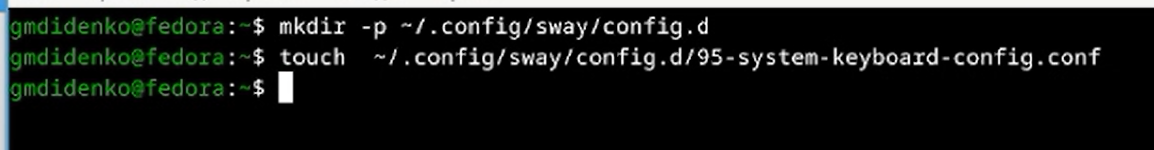 gmdidenko@fedora:~$ mkdir -p ~/.config/sway/config.d
gmdidenko@fedora:~$ touch  ~/.config/sway/config.d/95-system-keyboard-config.conf
gmdidenko@fedora:~$